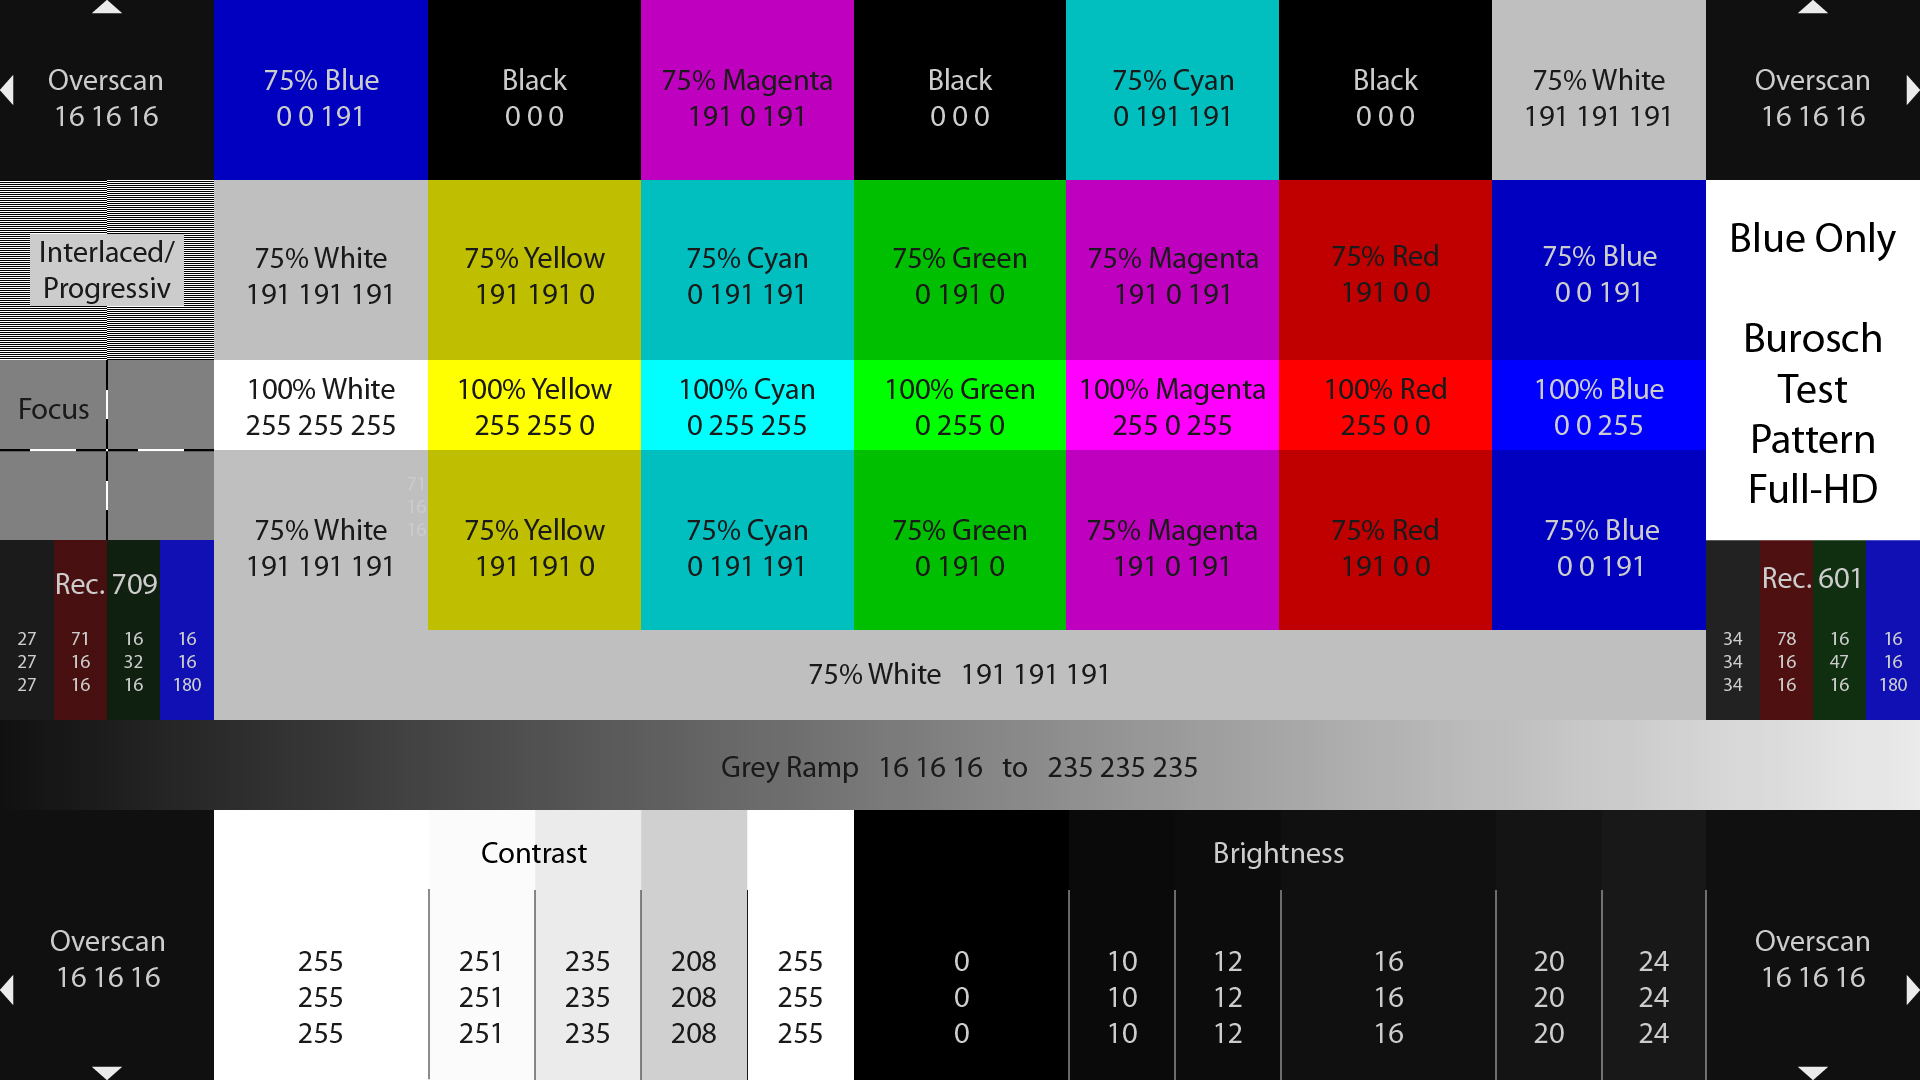 Overscan
16 16 16
75% Blue
0 0 191
Black
0 0 0
75% Magenta
191 0 191
Black
0 0 0
75% Cyan
0 191 191
Black
0 0 0
75% White
191 191 191
Overscan
16 16 16
Interlaced/
Progressiv
75% White
191 191 191
75% Yellow
191 191 0
75% Cyan
0 191 191
75% Green
0 191 0
75% Magenta
191 0 191
75% Red
191 0 0
75% Blue
0 0 191
Blue Only
Burosch
Test
Pattern
Full-HD
Focus
100% White
255 255 255
100% Yellow
255 255 0
100% Cyan
0 255 255
100% Green
0 255 0
100% Magenta
255 0 255
100% Red
255 0 0
100% Blue
0 0 255
71
16
16
75% White
191 191 191
75% Yellow
191 191 0
75% Cyan
0 191 191
75% Green
0 191 0
75% Magenta
191 0 191
75% Red
191 0 0
75% Blue
0 0 191
Rec. 709
27 71 16 16
27 16 32 16
27 16 16 180
Rec. 601
34 78 16 16
34 16 47 16
34 16 16 180
75% White 191 191 191
Grey Ramp 16 16 16 to 235 235 235
Overscan
16 16 16
Contrast
255 251 235 208 255
255 251 235 208 255
255 251 235 208 255
Brightness
0 10 12 16 20 24
0 10 12 16 20 24
0 10 12 16 20 24
Overscan
16 16 16